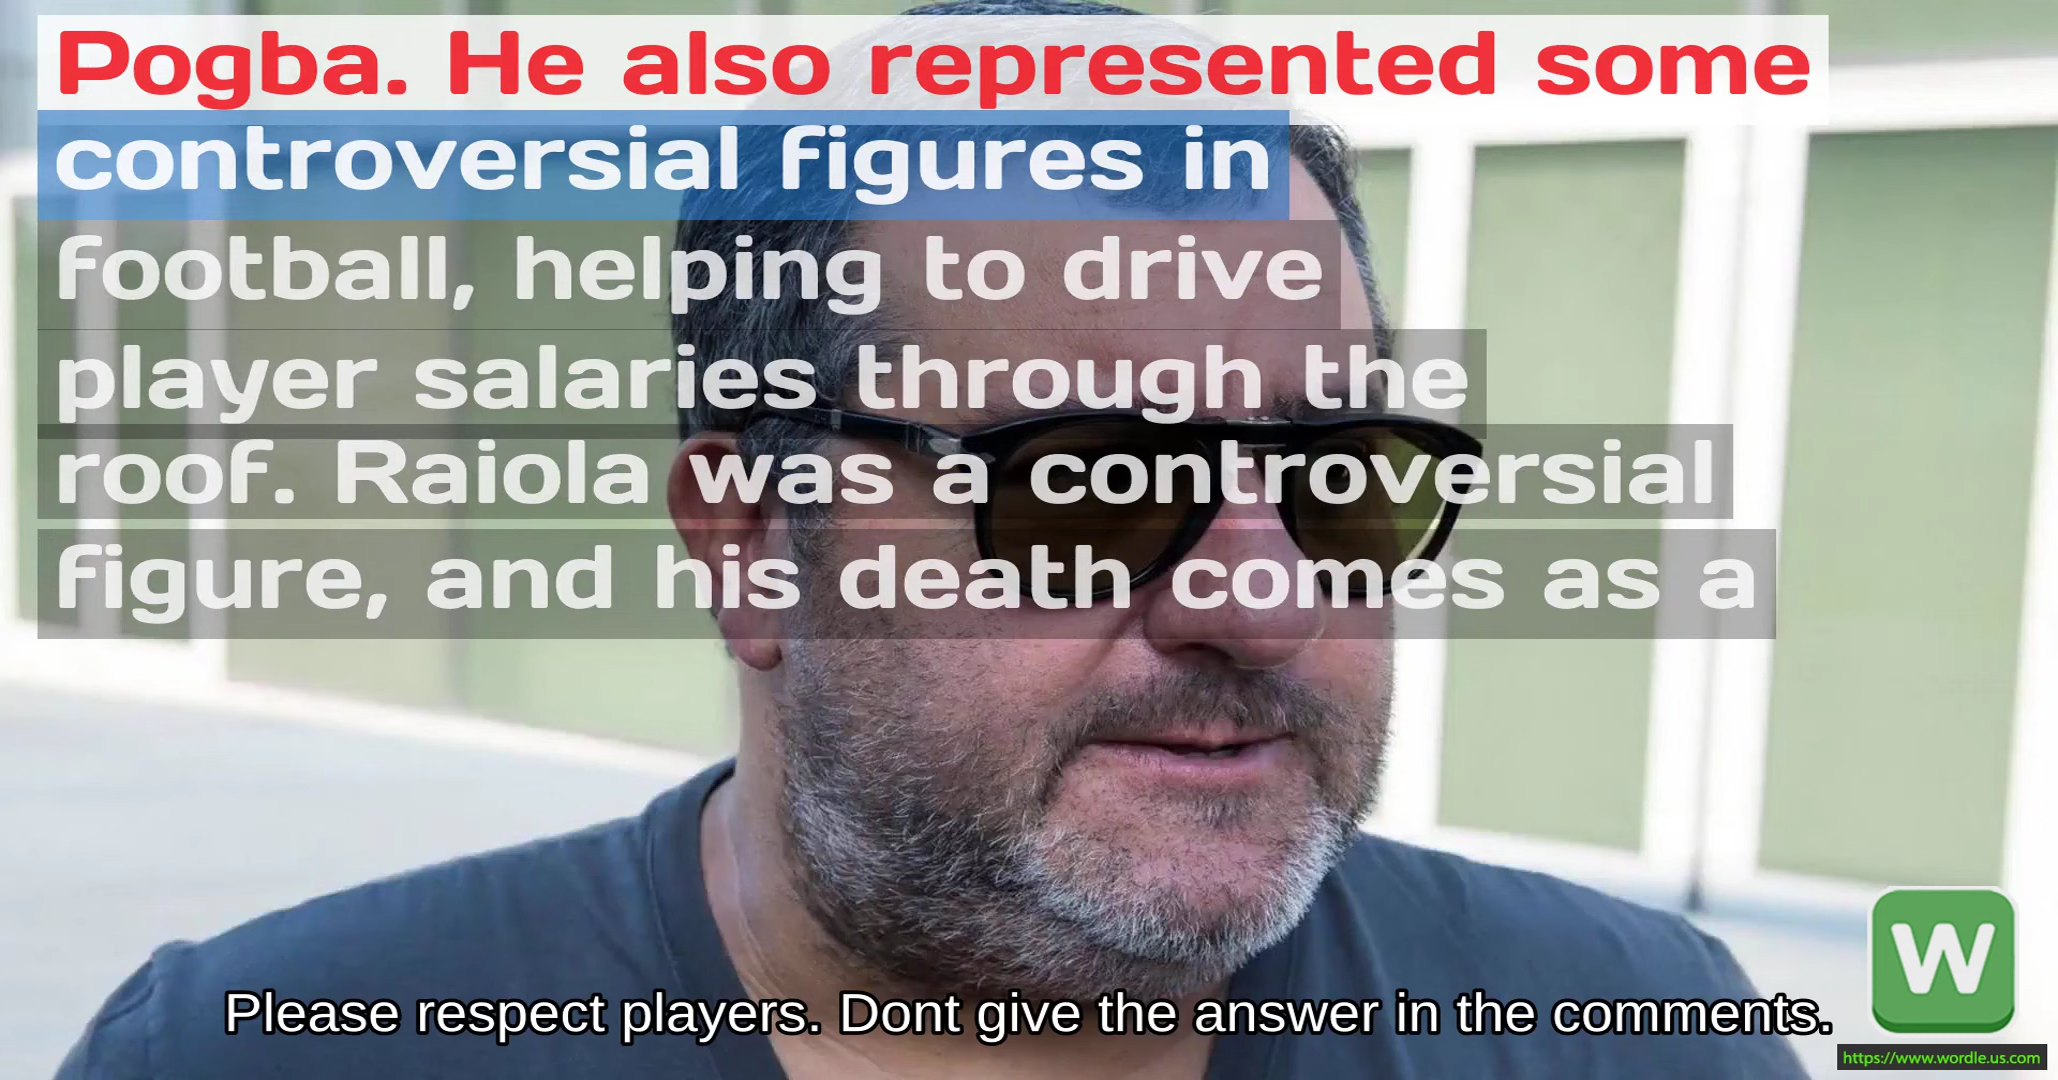 Pogba. He also represented some
controversial figures in
football, helping to drive
player salaries through the
roof. Raiola was a controversial
figure, and his death comes as a
Please respect players. Dont give the answer in the comments.
W
https://www.wordle.us.com